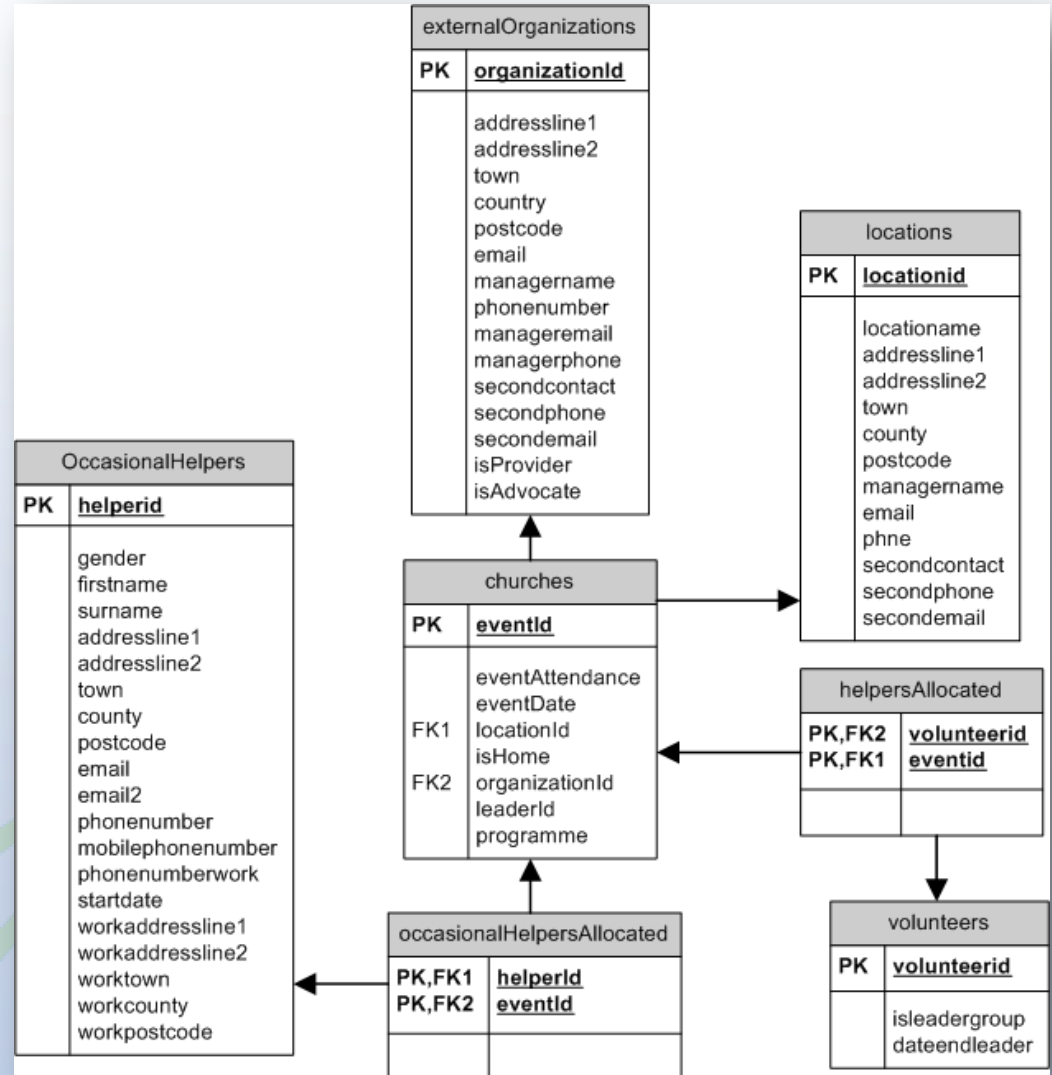 externalOrganizations
PK organizationId
addressline1
addressline2
town
country
postcode
email
managername
phonenumber
manageremail
managerphone
secondcontact
secondphone
secondemail
isProvider
isAdvocate
locations
PK locationid
locationame
addressline1
addressline2
town
county
postcode
managername
email
phne
secondcontact
secondphone
secondemail
OccasionalHelpers
PK helperid
gender
firstname
surname
addressline1
addressline2
town
county
postcode
email
email2
phonenumber
mobilephonenumber
phonenumberwork
startdate
workaddressline1
workaddressline2
worktown
workcounty
workpostcode
churches
PK eventId
eventAttendance
eventDate
FK1 locationId
isHome
FK2 organizationId
leaderId
programme
helpersAllocated
PK,FK2 volunteerid
PK,FK1 eventid
occasionalHelpersAllocated
PK,FK1 helperId
PK,FK2 eventId
volunteers
PK volunteerid
isleadergroup
dateendleader